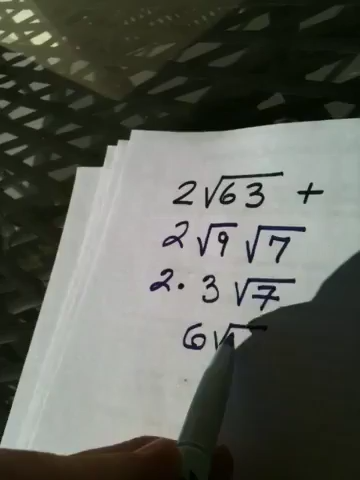 2√63 +
2√9 √7
2· 3√7
6√